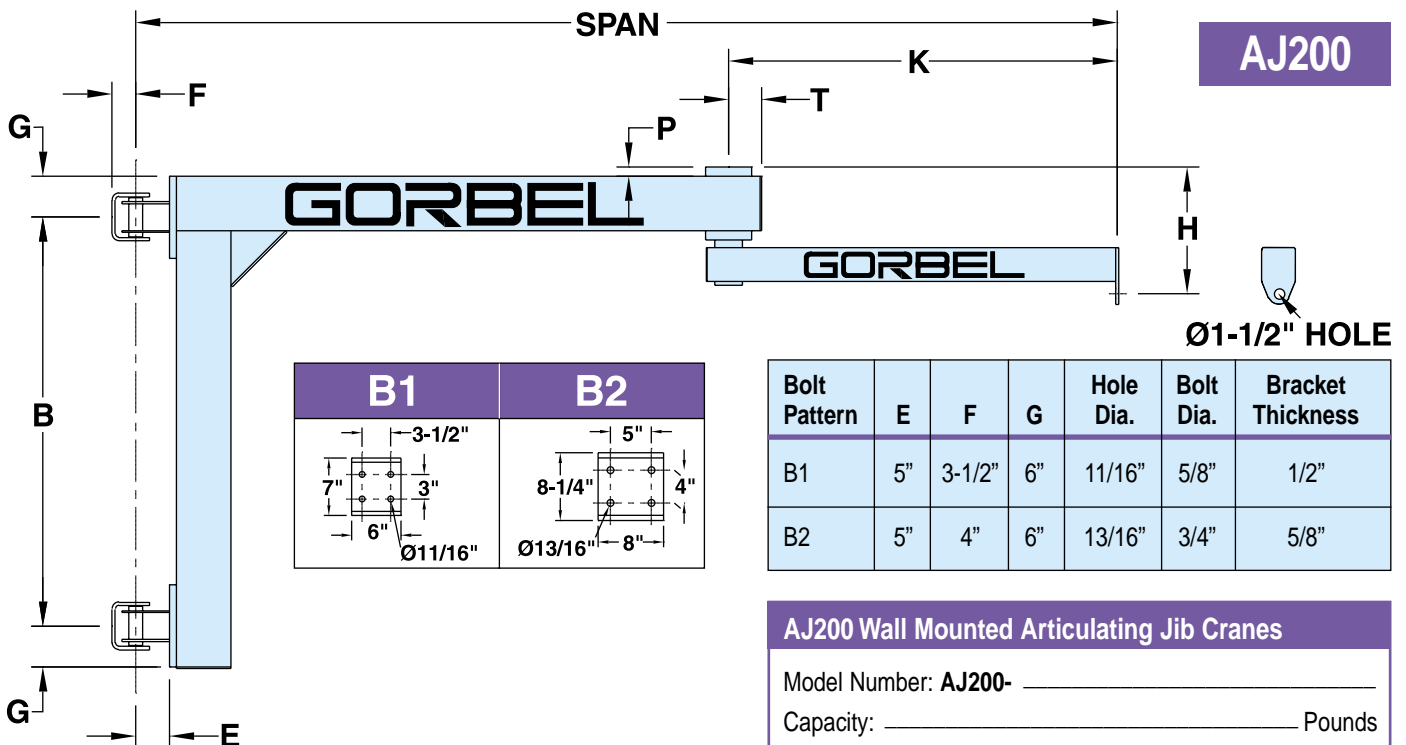 SPAN
AJ200
K
F
T
G
P
GORBEL
H
GORBEL
Ø1-1/2" HOLE
B
B1 B2
3-1/2"
7"
3"
6"
Ø11/16"
5"
8-1/4"
4"
Ø13/16"
8"
Bolt Pattern E F G Hole Dia. Bolt Dia. Bracket Thickness
B1 5” 3-1/2” 6” 11/16” 5/8” 1/2”
B2 5” 4” 6” 13/16” 3/4” 5/8”
AJ200 Wall Mounted Articulating Jib Cranes
Model Number: AJ200-
Capacity: Pounds
G
E